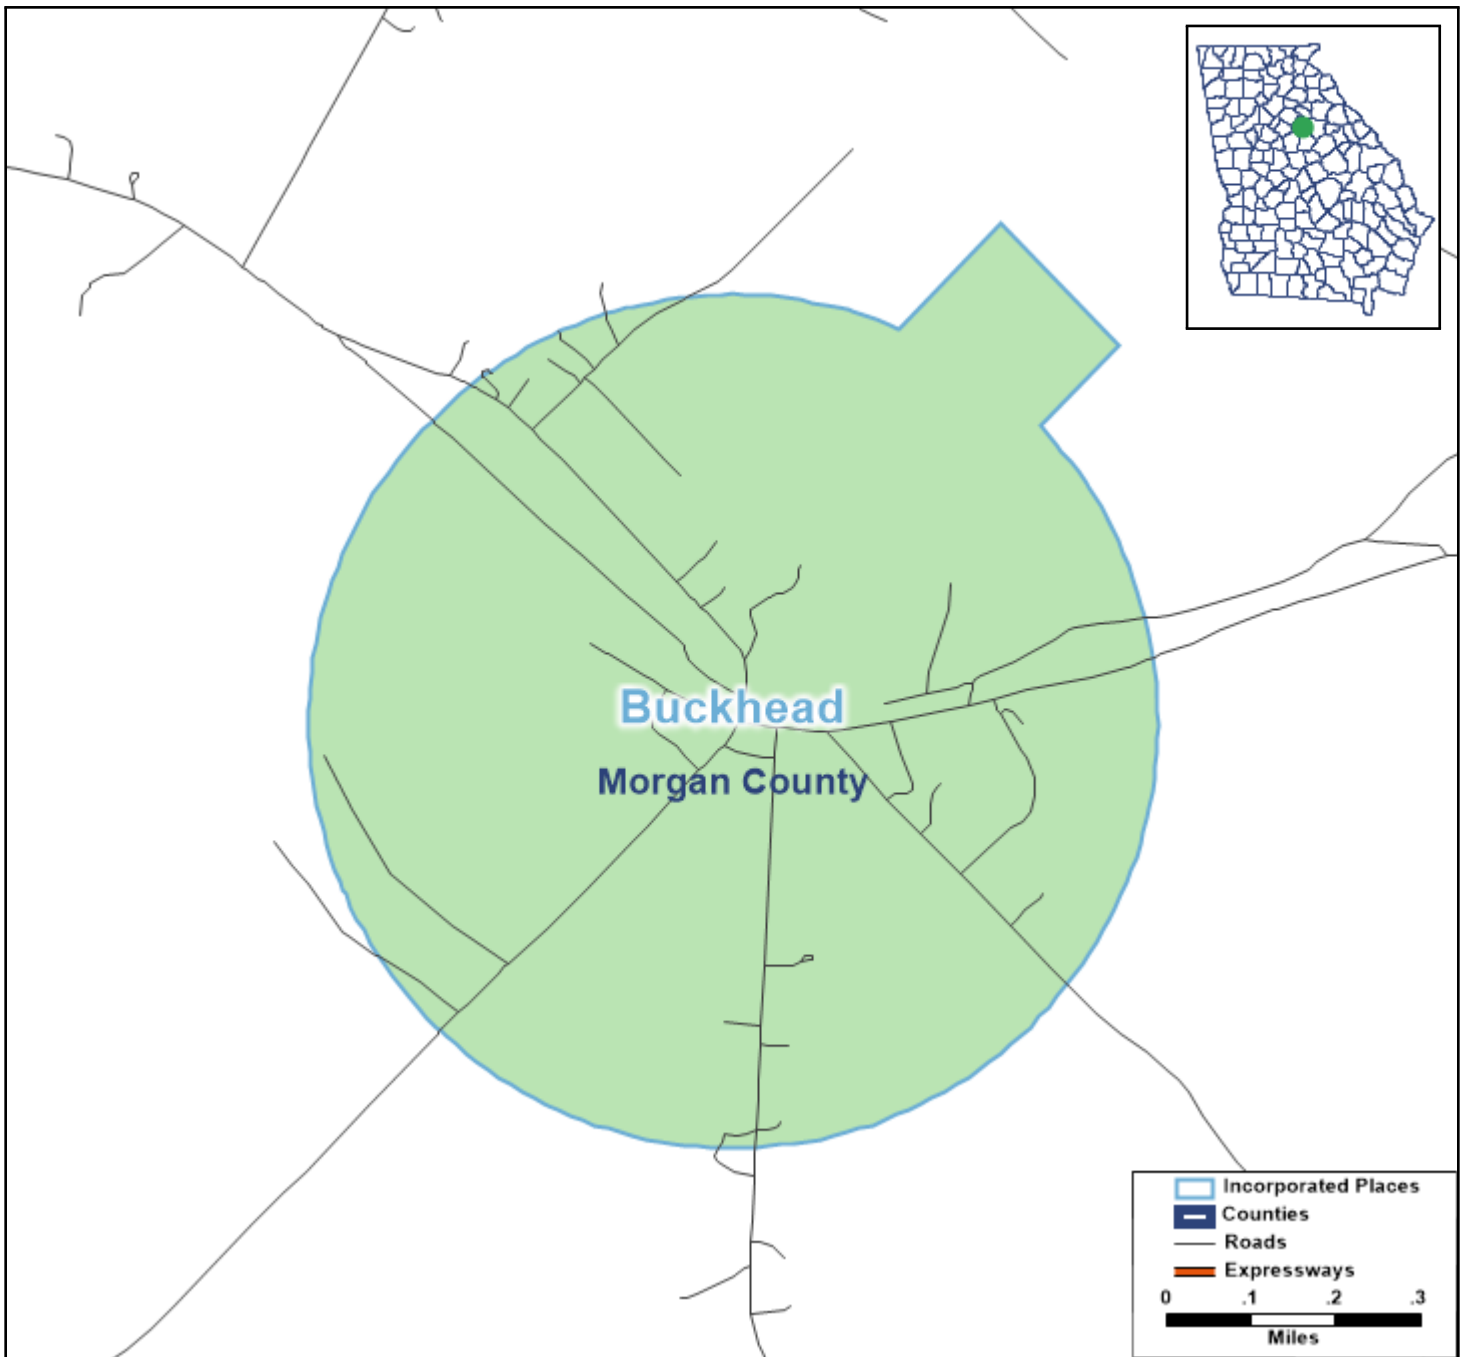 Buckhead
Morgan County
Incorporated Places
Counties
Roads
Expressways
0 .1 .2 .3
Miles